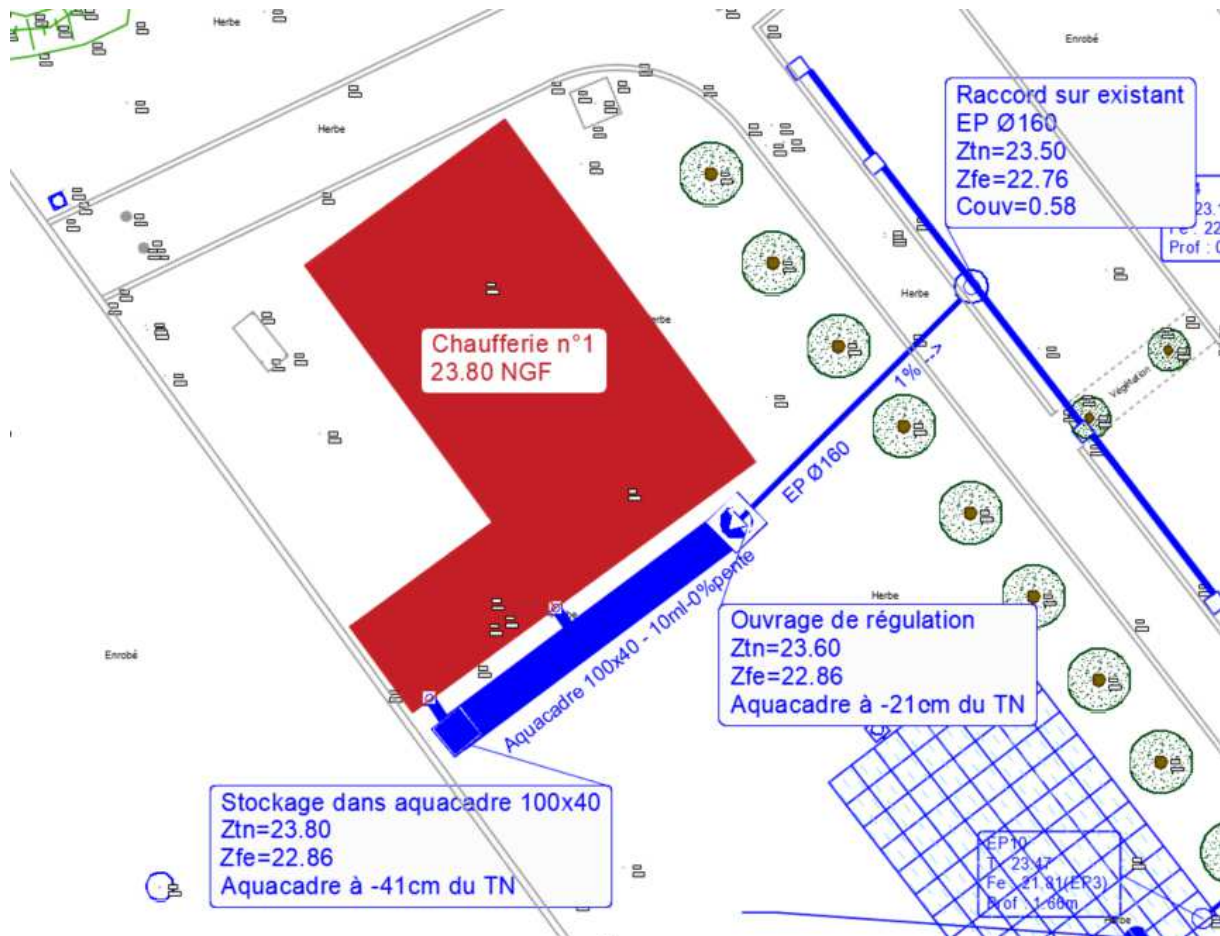 Herbe
Enrobé
Herbe
Raccord sur existant
EP Ø160
Ztn=23.50
Zfe=22.76
Couv=0.58
Prof :
Herbe
Chaufferie n°1
23.80 NGF
1% -->
Végétation
EP Ø160
Aquacadre 100x40 - 10ml-0%pente
Herbe
Ouvrage de régulation
Ztn=23.60
Zfe=22.86
Aquacadre à -21cm du TN
Enrobé
Stockage dans aquacadre 100x40
Ztn=23.80
Zfe=22.86
Aquacadre à -41cm du TN
EP10
T : 23.47
Fe : 21.81(EP3)
Prof : 1.66m
Herbe